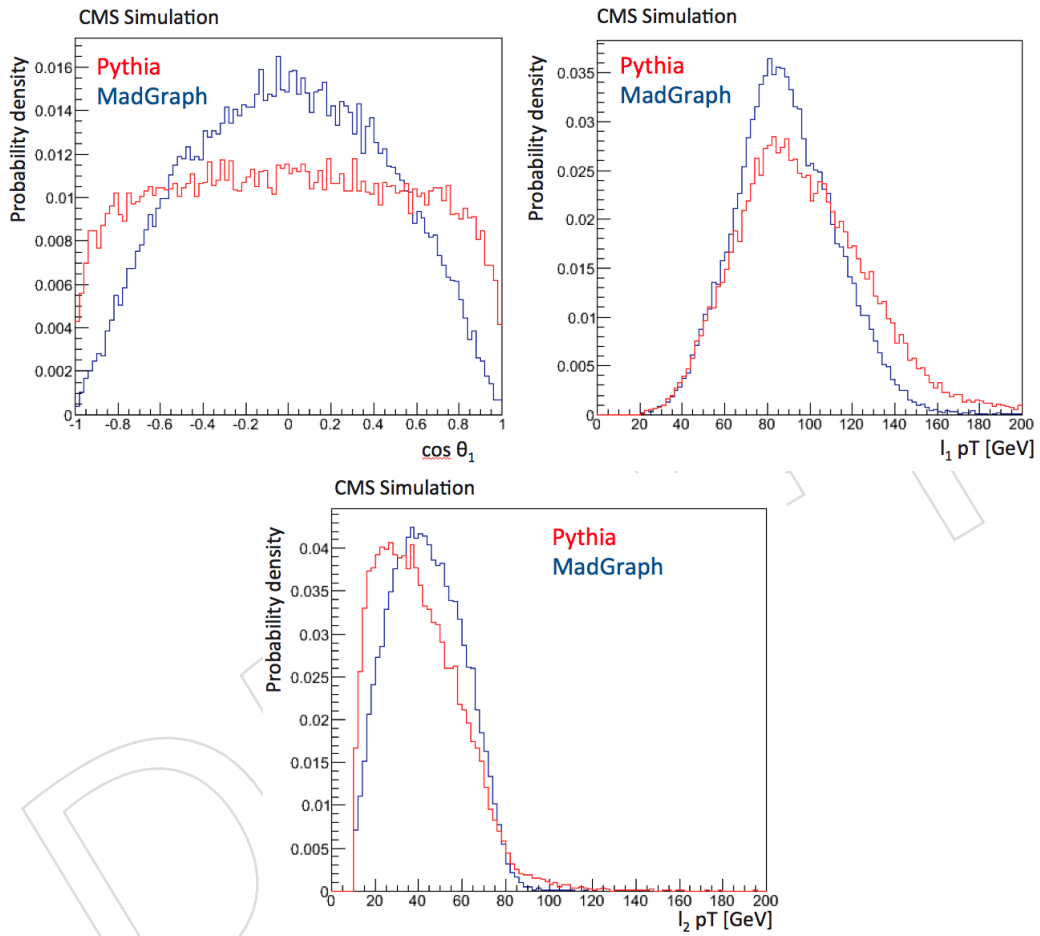 CMS Simulation
Probability density
Pythia
MadGraph
0.016
0.014
0.012
0.01
0.008
0.006
0.004
0.002
0
-1 -0.8 -0.6 -0.4 -0.2 0 0.2 0.4 0.6 0.8 1
cos θ1
CMS Simulation
Probability density
Pythia
MadGraph
0.035
0.03
0.025
0.02
0.015
0.01
0.005
0
0 20 40 60 80 100 120 140 160 180 200
l1 pT [GeV]
CMS Simulation
Probability density
Pythia
MadGraph
0.04
0.035
0.03
0.025
0.02
0.015
0.01
0.005
0
0 20 40 60 80 100 120 140 160 180 200
l2 pT [GeV]